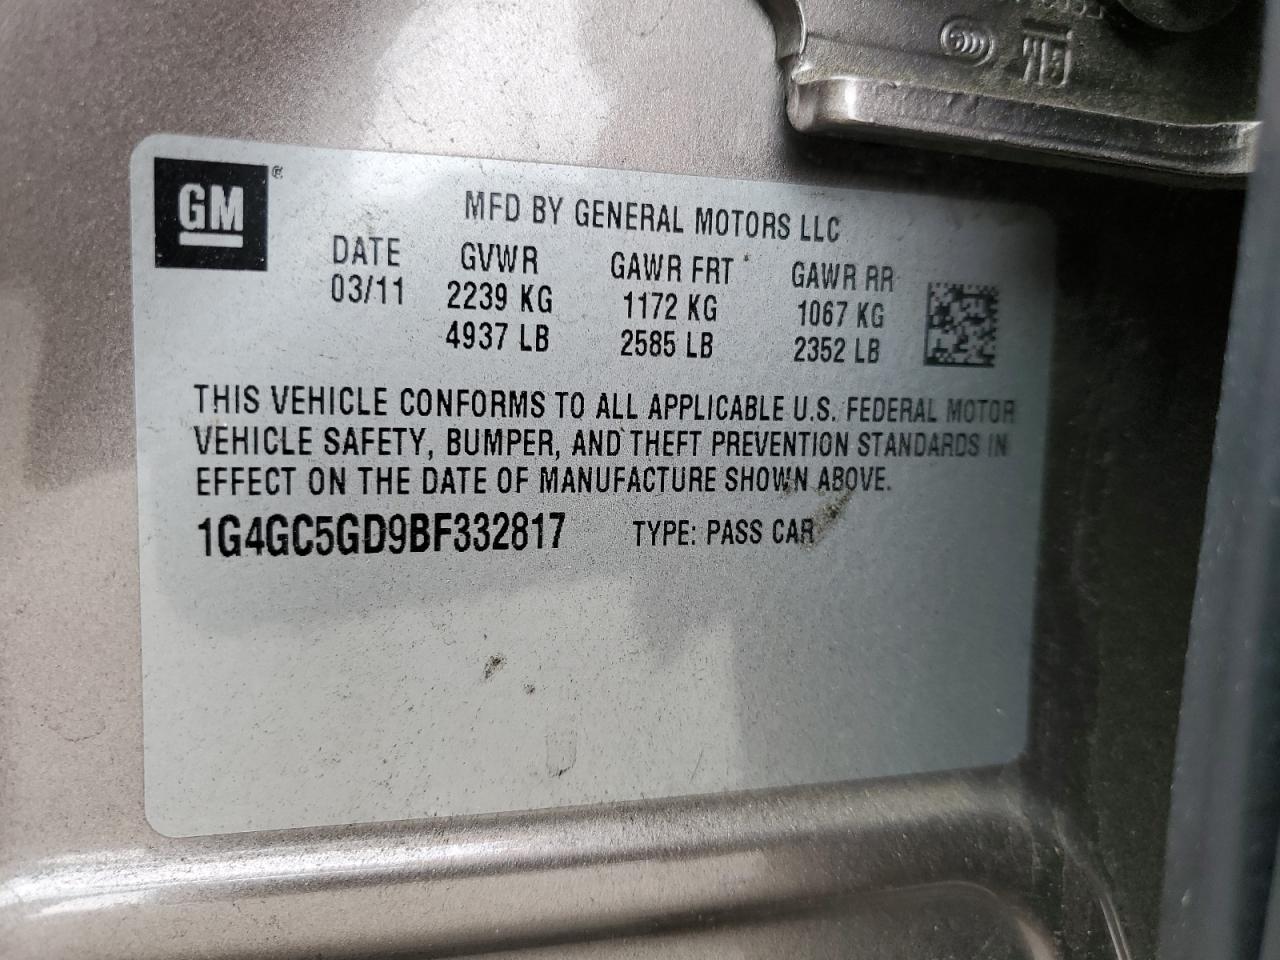 GM®
MFD BY GENERAL MOTORS LLC
DATE GVWR GAWR FRT GAWR RR
03/11 2239 KG 1172 KG 1067 KG
4937 LB 2585 LB 2352 LB
THIS VEHICLE CONFORMS TO ALL APPLICABLE U.S. FEDERAL MOTOR
VEHICLE SAFETY, BUMPER, AND THEFT PREVENTION STANDARDS IN
EFFECT ON THE DATE OF MANUFACTURE SHOWN ABOVE.
1G4GC5GD9BF332817 TYPE: PASS CAR